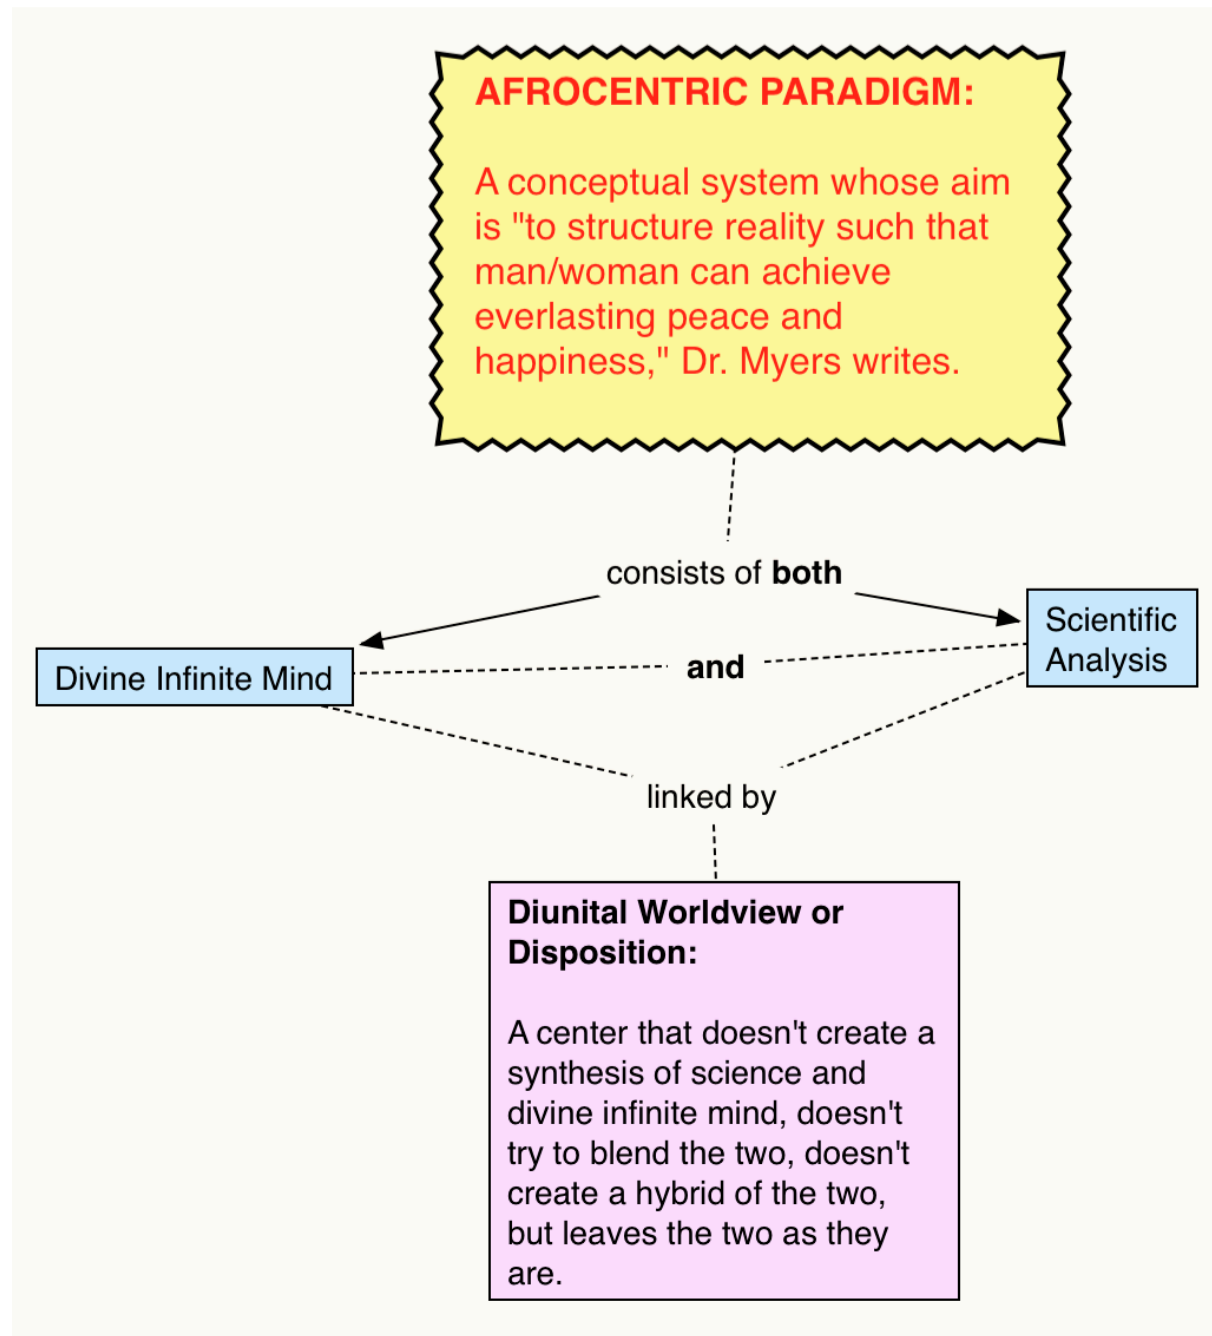 AFROCENTRIC PARADIGM:
A conceptual system whose aim
is "to structure reality such that
man/woman can achieve
everlasting peace and
happiness," Dr. Myers writes.
consists of both
Scientific
Analysis
Divine Infinite Mind
and
linked by
Diunital Worldview or
Disposition:
A center that doesn't create a
synthesis of science and
divine infinite mind, doesn't
try to blend the two, doesn't
create a hybrid of the two,
but leaves the two as they
are.